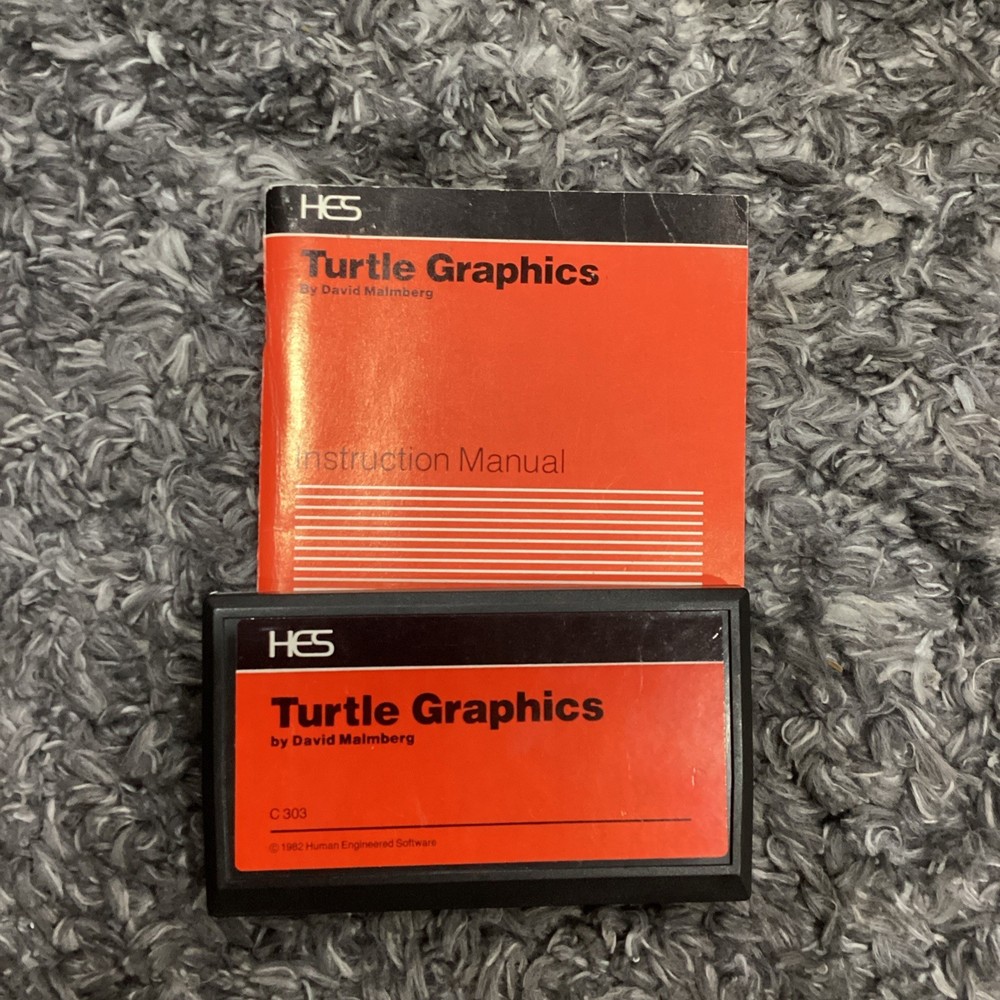 HES
Turtle Graphics
By David Malmberg
Instruction Manual
HES
Turtle Graphics
by David Malmberg
C 303
© 1982 Human Engineered Software